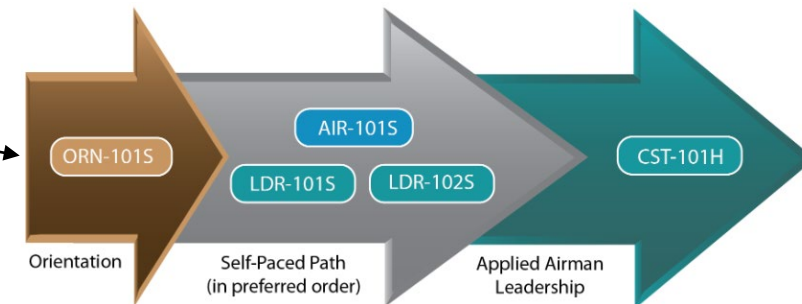 ORN-101S
AIR-101S
LDR-101S
LDR-102S
CST-101H
Orientation
Self-Paced Path
(in preferred order)
Applied Airman
Leadership